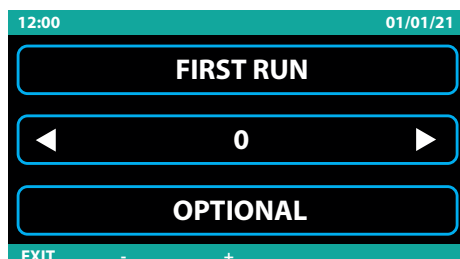 12:00 01/01/21
FIRST RUN
0
OPTIONAL
EXIT - +